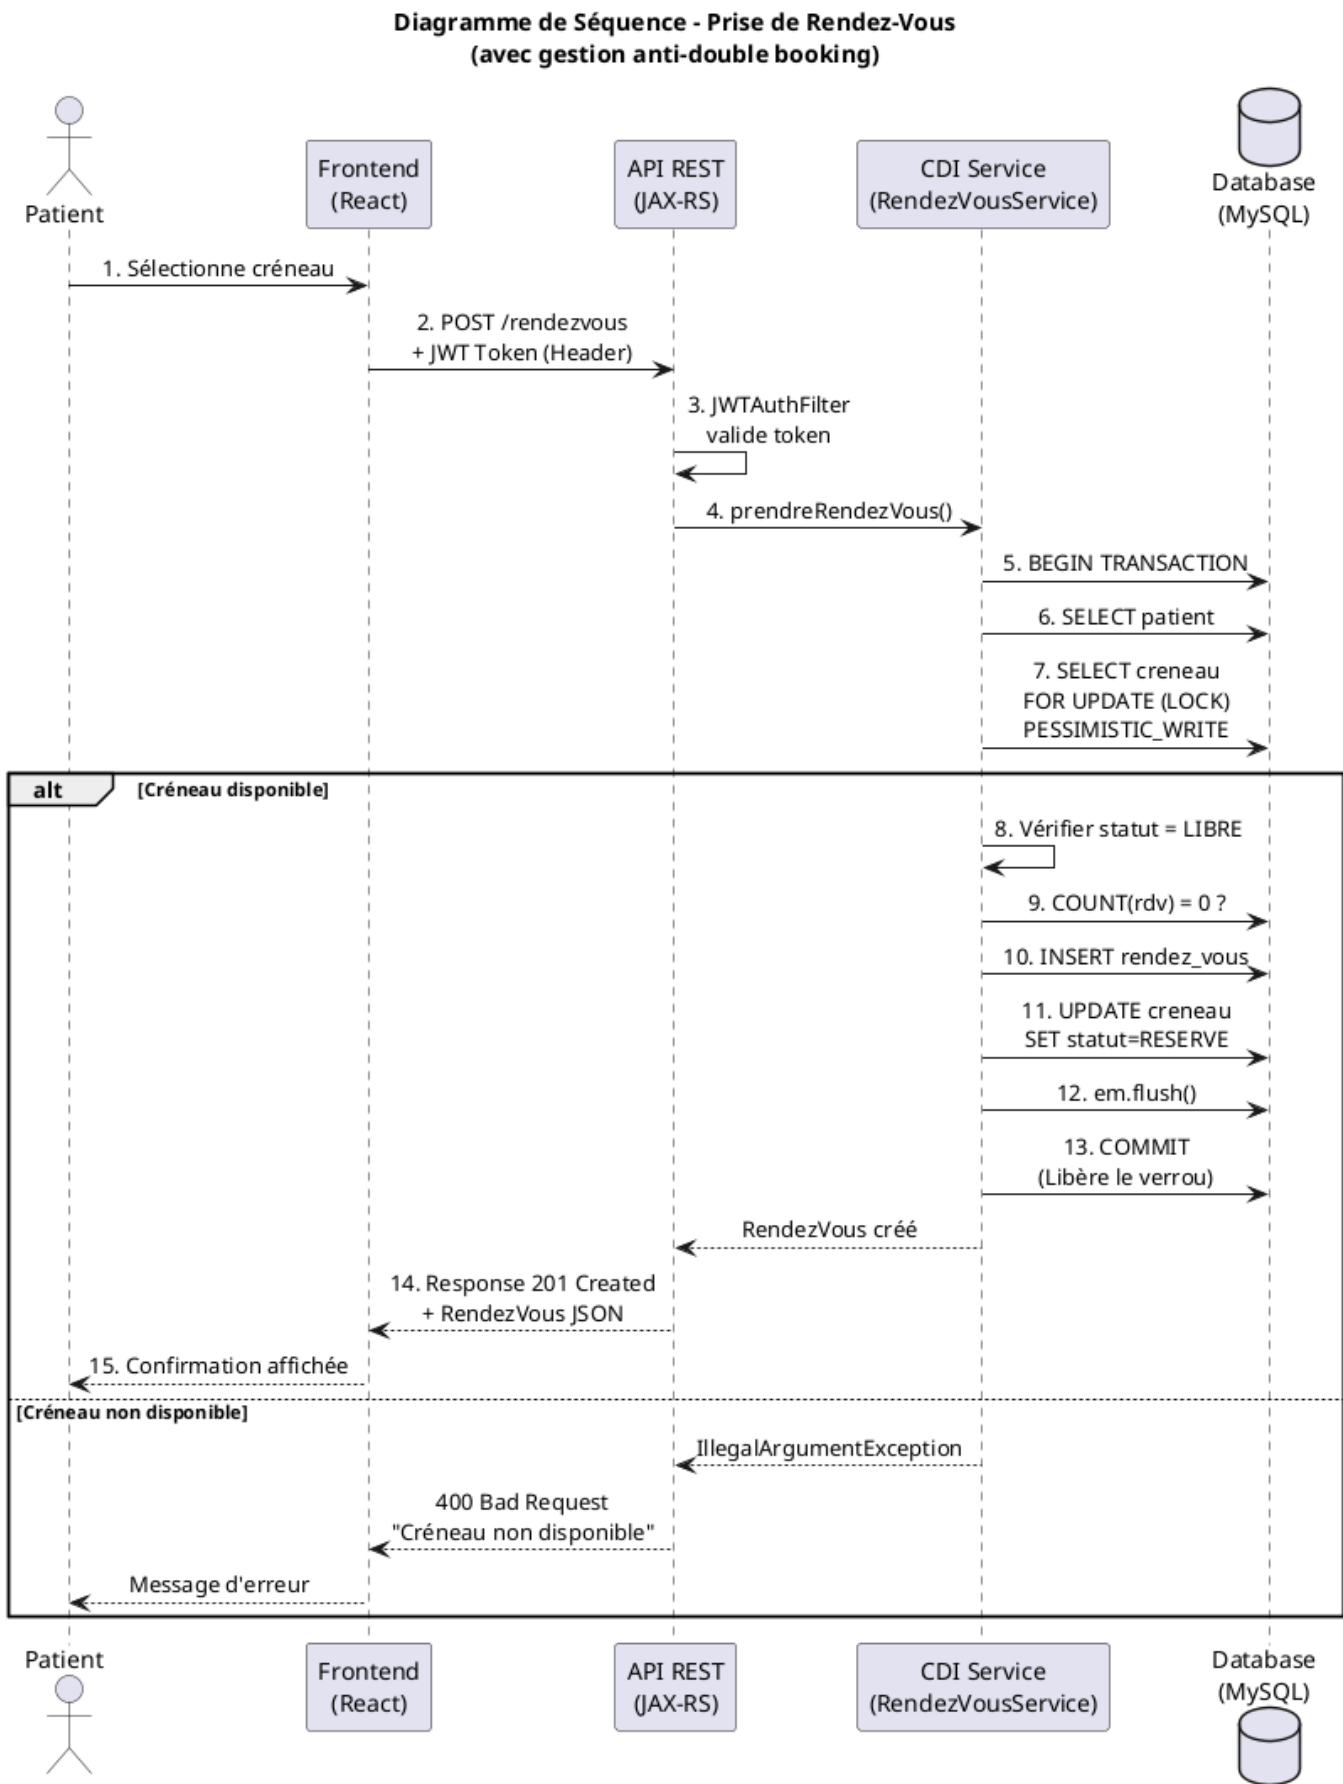 Diagramme de Séquence - Prise de Rendez-Vous
(avec gestion anti-double booking)
Patient
Frontend
(React)
API REST
(JAX-RS)
CDI Service
(RendezVousService)
Database
(MySQL)
1. Sélectionne créneau
2. POST /rendezvous
+ JWT Token (Header)
3. JWTAuthFilter
valide token
4. prendreRendezVous()
5. BEGIN TRANSACTION
6. SELECT patient
7. SELECT creneau
FOR UPDATE (LOCK)
PESSIMISTIC_WRITE
alt
[Créneau disponible]
8. Vérifier statut = LIBRE
9. COUNT(rdv) = 0 ?
10. INSERT rendez_vous
11. UPDATE creneau
SET statut=RESERVE
12. em.flush()
13. COMMIT
(Libère le verrou)
RendezVous créé
14. Response 201 Created
+ RendezVous JSON
15. Confirmation affichée
[Créneau non disponible]
IllegalArgumentException
400 Bad Request
"Créneau non disponible"
Message d'erreur
Patient
Frontend
(React)
API REST
(JAX-RS)
CDI Service
(RendezVousService)
Database
(MySQL)